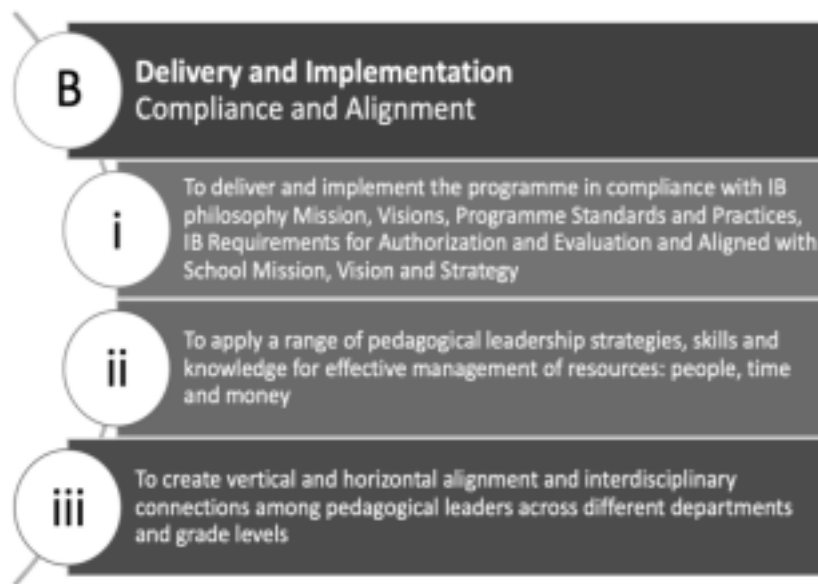 B
Delivery and Implementation
Compliance and Alignment
i
To deliver and implement the programme in compliance with IB
philosophy Mission, Visions, Programme Standards and Practices,
IB Requirements for Authorization and Evaluation and Aligned with
School Mission, Vision and Strategy
ii
To apply a range of pedagogical leadership strategies, skills and
knowledge for effective management of resources: people, time
and money
iii
To create vertical and horizontal alignment and interdisciplinary
connections among pedagogical leaders across different departments
and grade levels